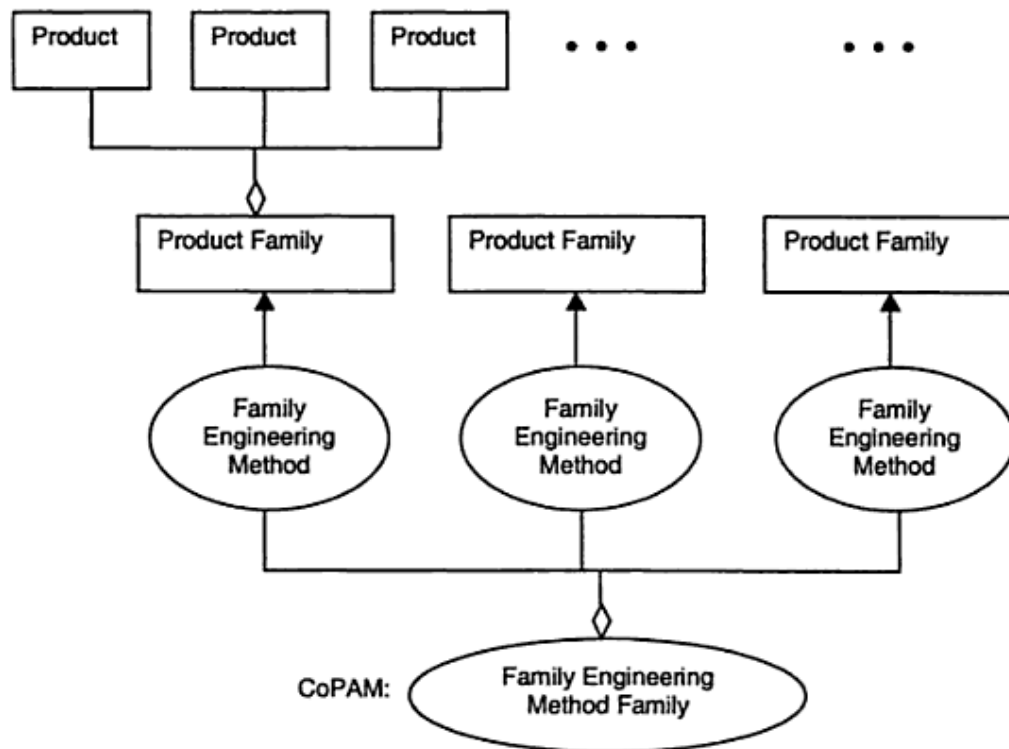 Product
Product
Product
• • •
• • •
Product Family
Product Family
Product Family
Family
Engineering
Method
Family
Engineering
Method
Family
Engineering
Method
CoPAM:
Family Engineering
Method Family